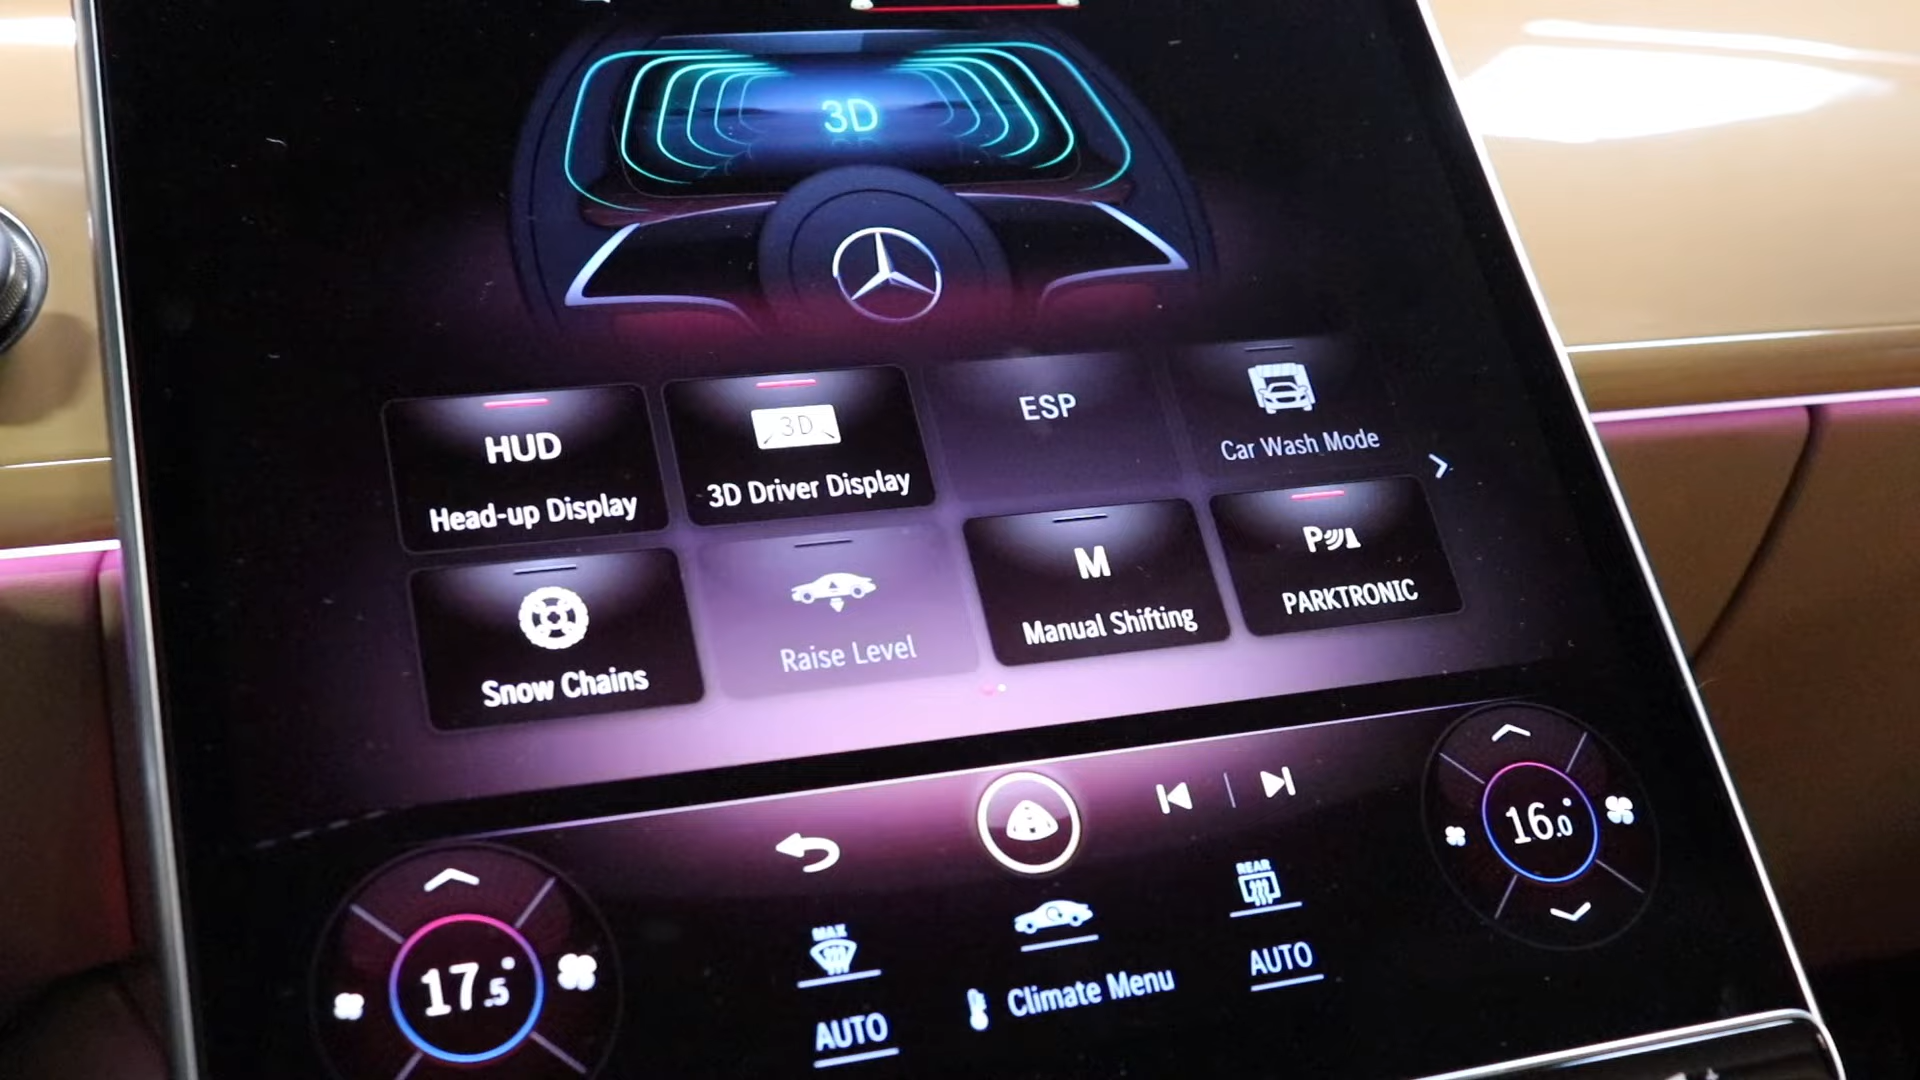 3D
HUD
Head-up Display
3D
3D Driver Display
ESP
Car Wash Mode
Snow Chains
Raise Level
M
Manual Shifting
P
PARKTRONIC
17.5°
MAX
AUTO
Climate Menu
REAR
AUTO
16.0°